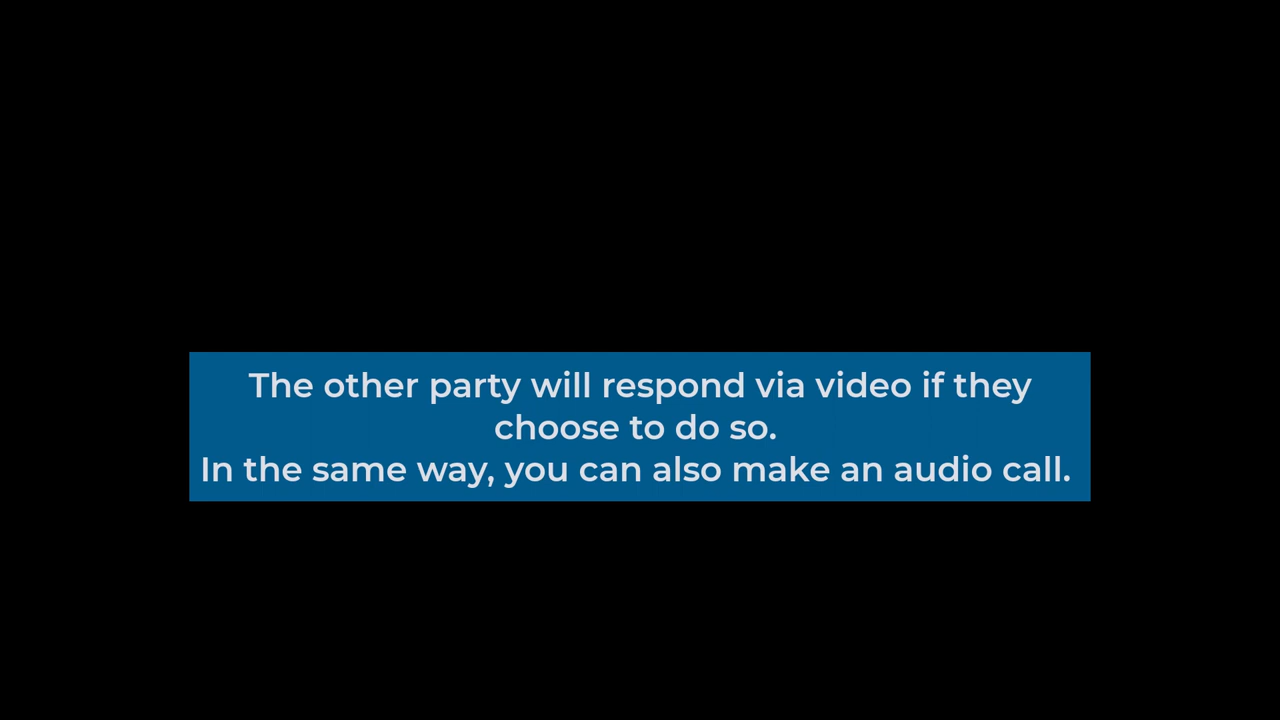 The other party will respond via video if they
choose to do so.
In the same way, you can also make an audio call.